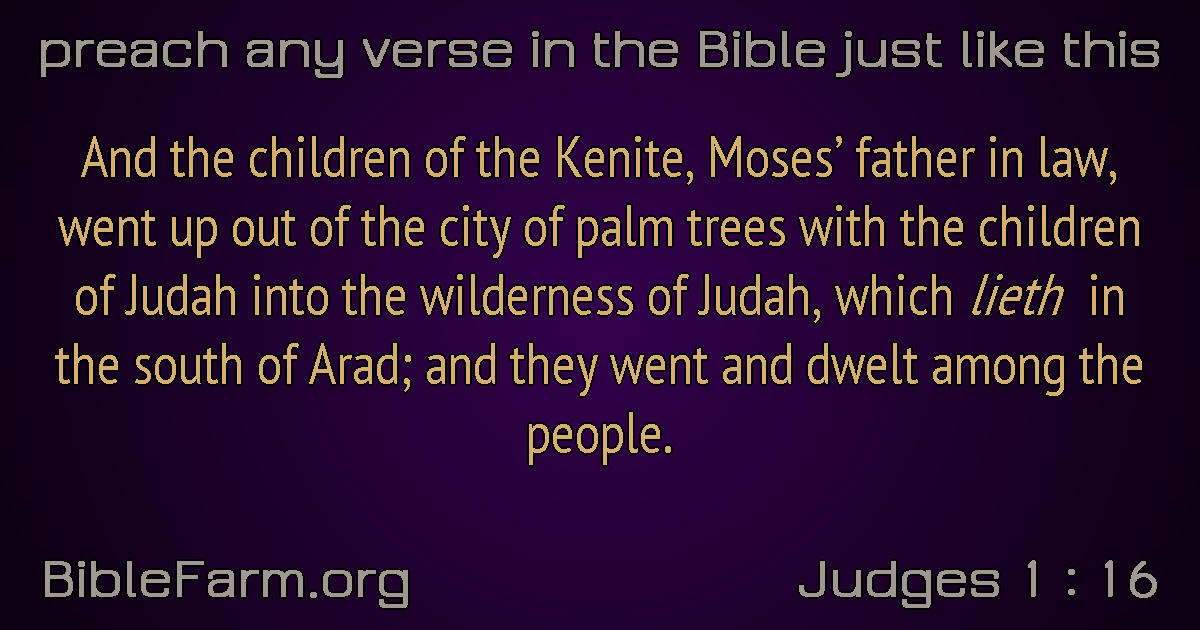 preach any verse in the Bible just like this
And the children of the Kenite, Moses’ father in law,
went up out of the city of palm trees with the children
of Judah into the wilderness of Judah, which lieth in
the south of Arad; and they went and dwelt among the
people.
BibleFarm.org
Judges 1 : 16